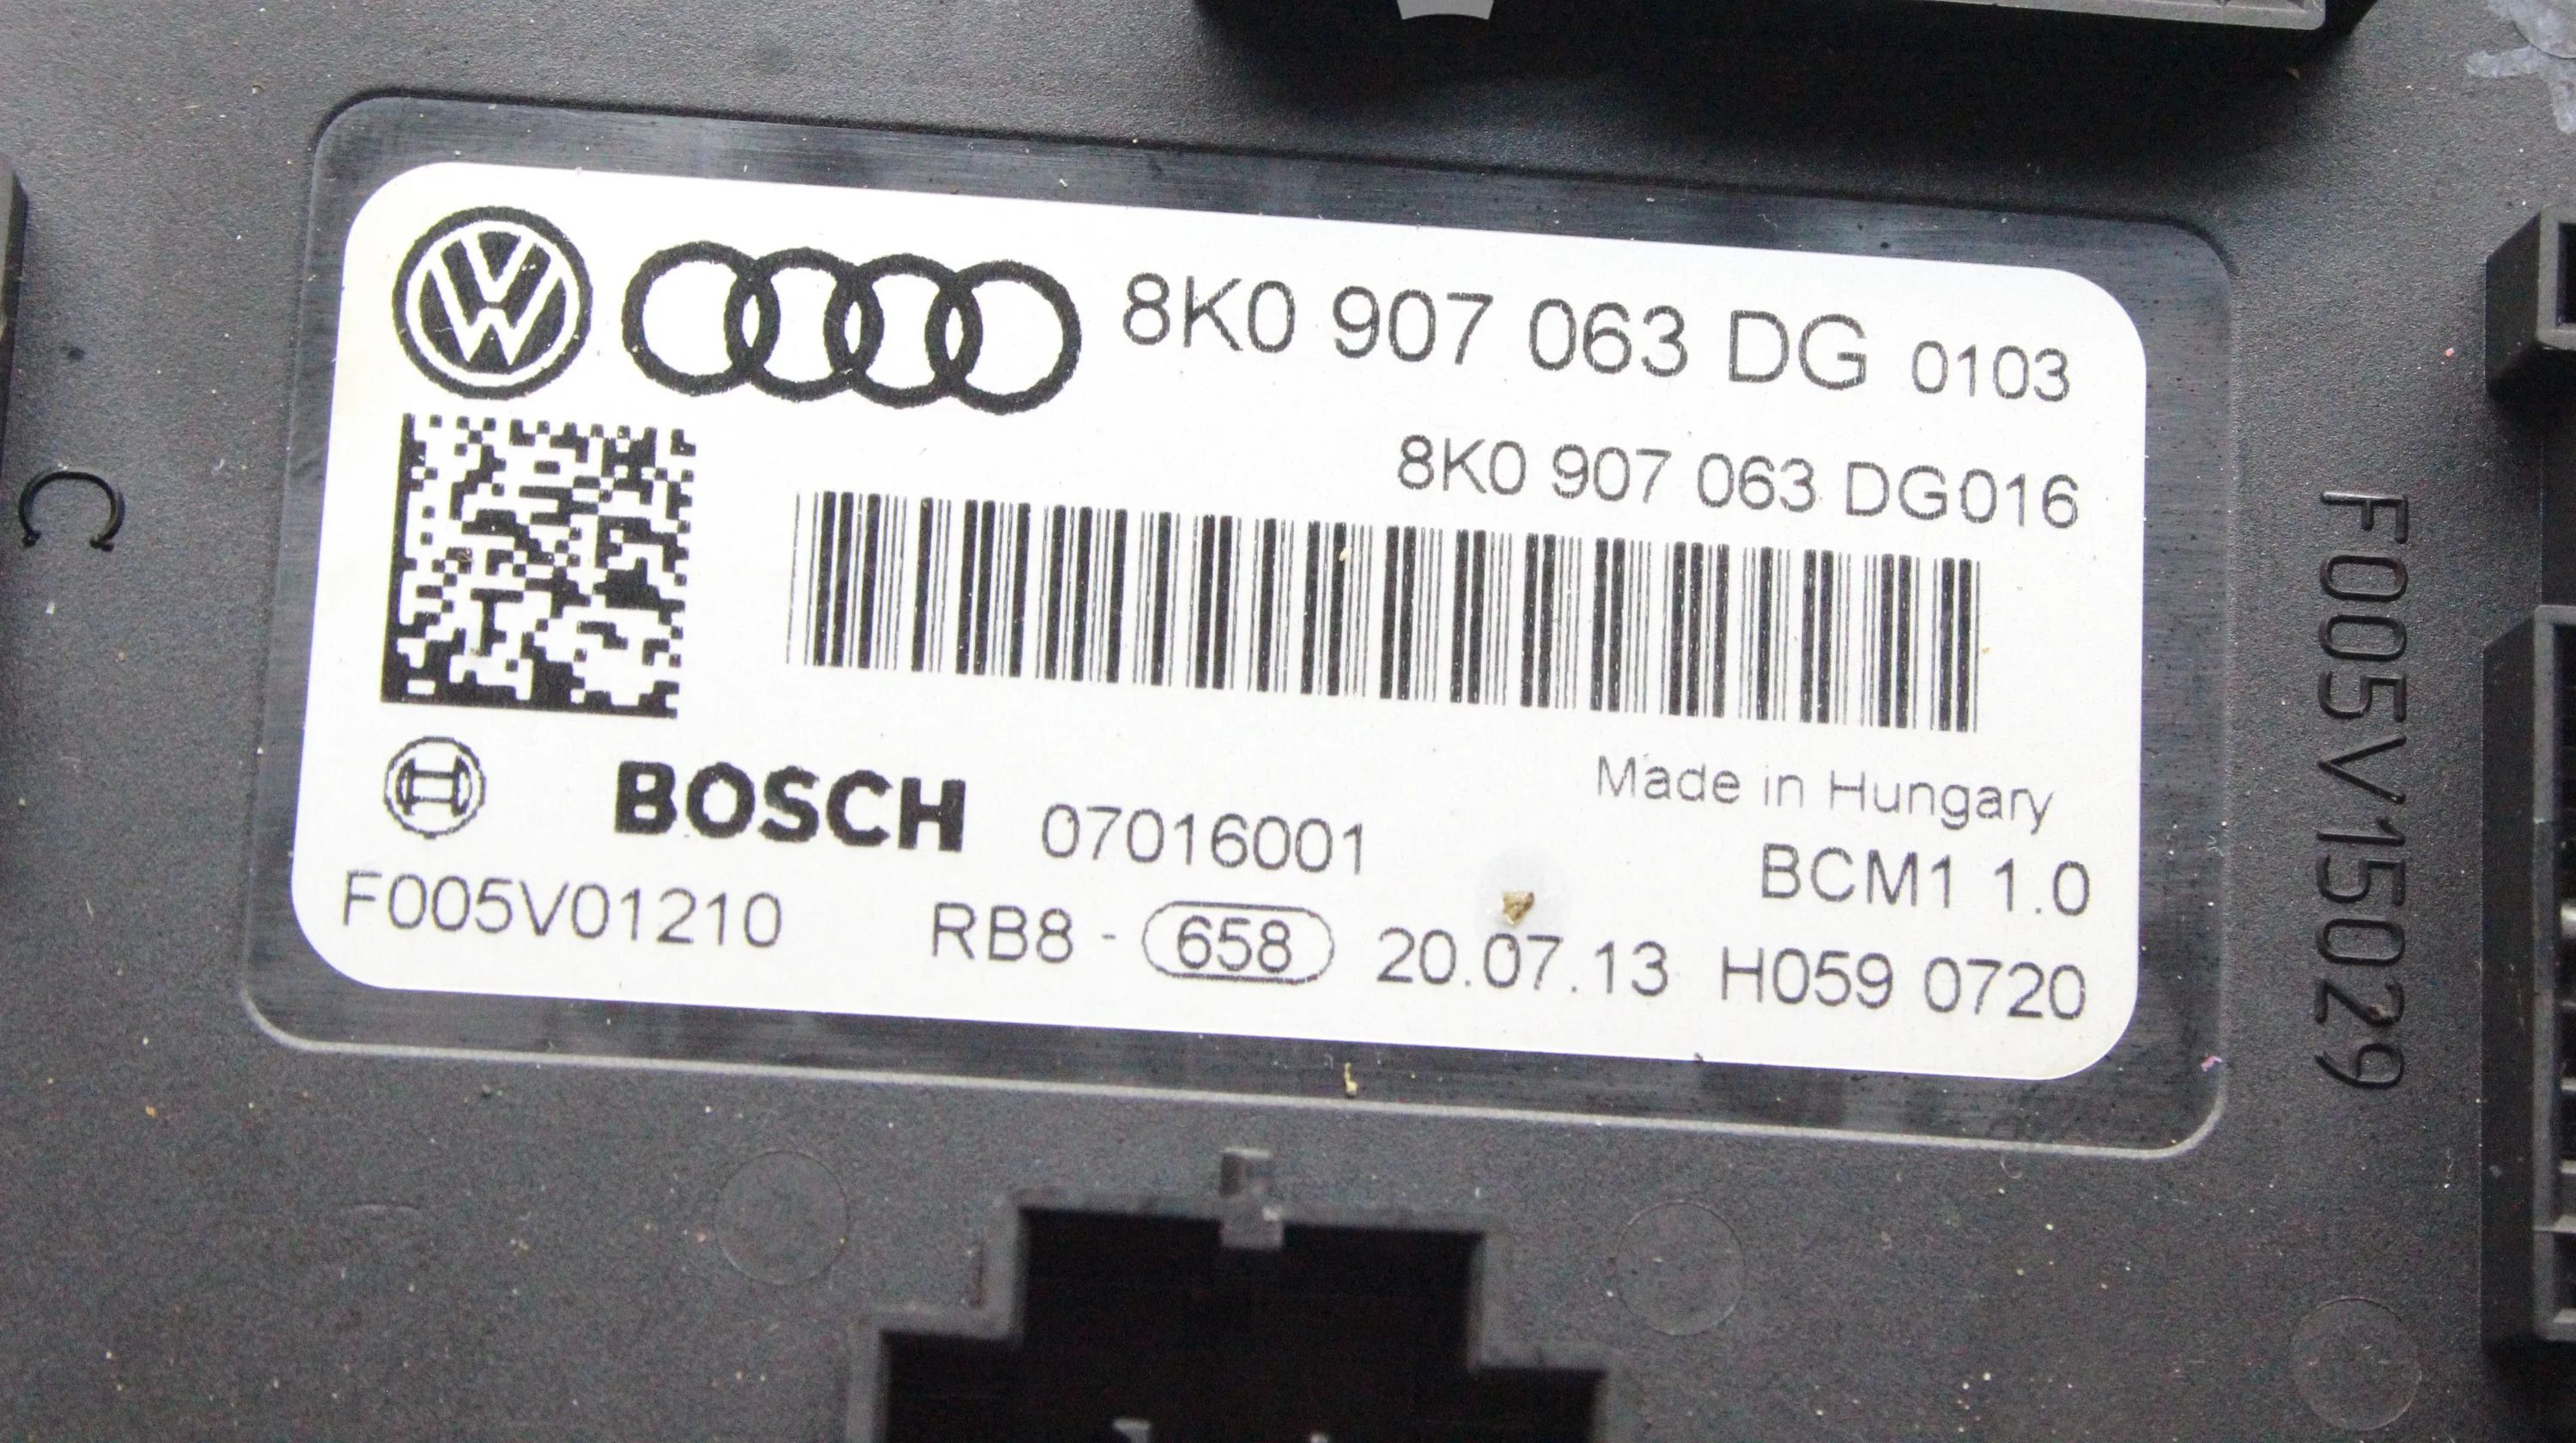 8K0 907 063 DG 0103
8K0 907 063 DG016
Made in Hungary
BOSCH 07016001
BCM1 1.0
F005V01210 RB8 - 658 20.07.13 H059 0720
C
F005V15029